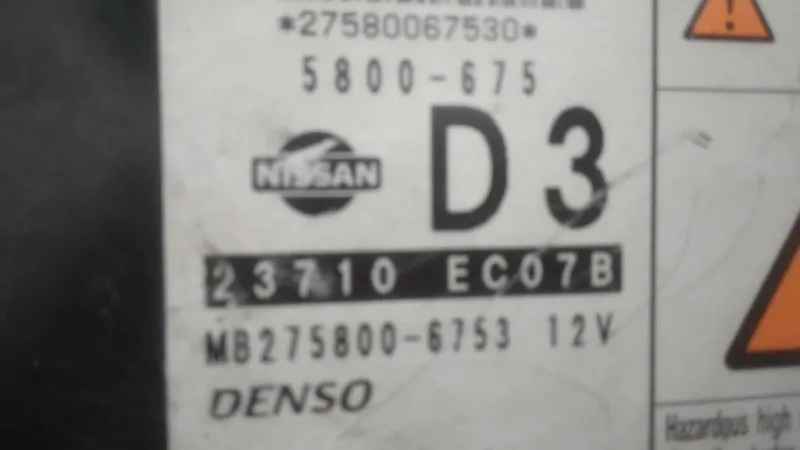 *27580067530*
5800-675
NISSAN
D3
23710 EC07B
MB275800-6753 12V
DENSO
Hazardous high